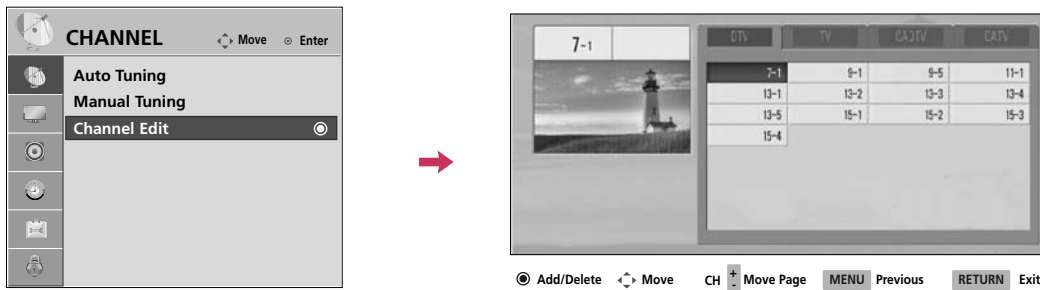 CHANNEL Move Enter
Auto Tuning
Manual Tuning
Channel Edit
7-1
DTV TV CADTV CATV
7-1 9-1 9-5 11-1
13-1 13-2 13-3 13-4
13-5 15-1 15-2 15-3
15-4
Add/Delete Move CH + - Move Page MENU Previous RETURN Exit